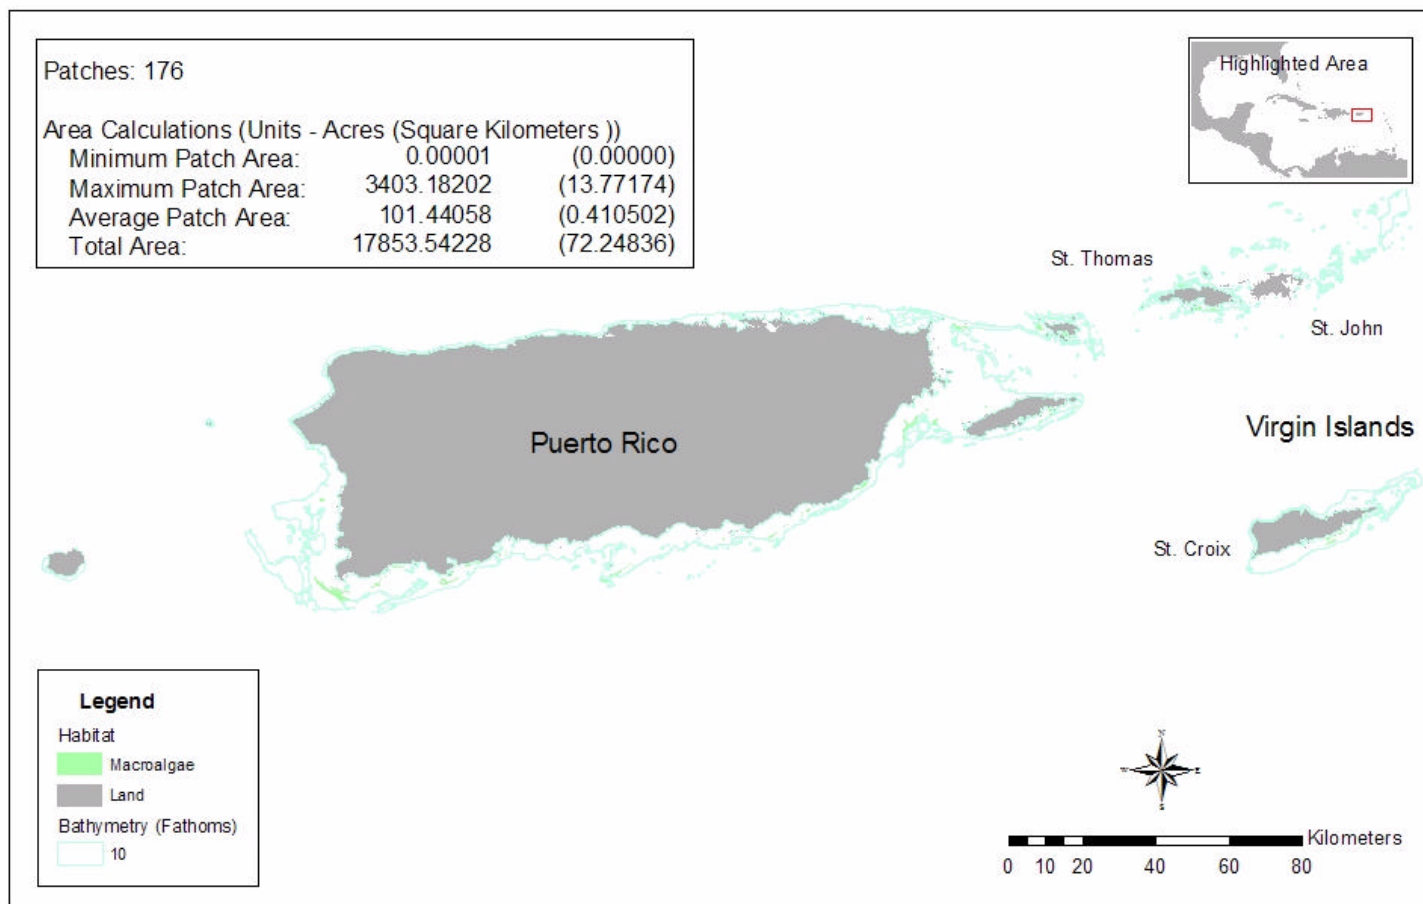 Patches: 176
Highlighted Area
Area Calculations (Units - Acres (Square Kilometers ))
Minimum Patch Area: 0.00001 (0.00000)
Maximum Patch Area: 3403.18202 (13.77174)
Average Patch Area: 101.44058 (0.410502)
Total Area: 17853.54228 (72.24836)
St. Thomas
St. John
Virgin Islands
Puerto Rico
St. Croix
Legend
Habitat
Macroalgae
Land
Bathymetry (Fathoms)
10
N
W E
S
Kilometers
0 10 20 40 60 80